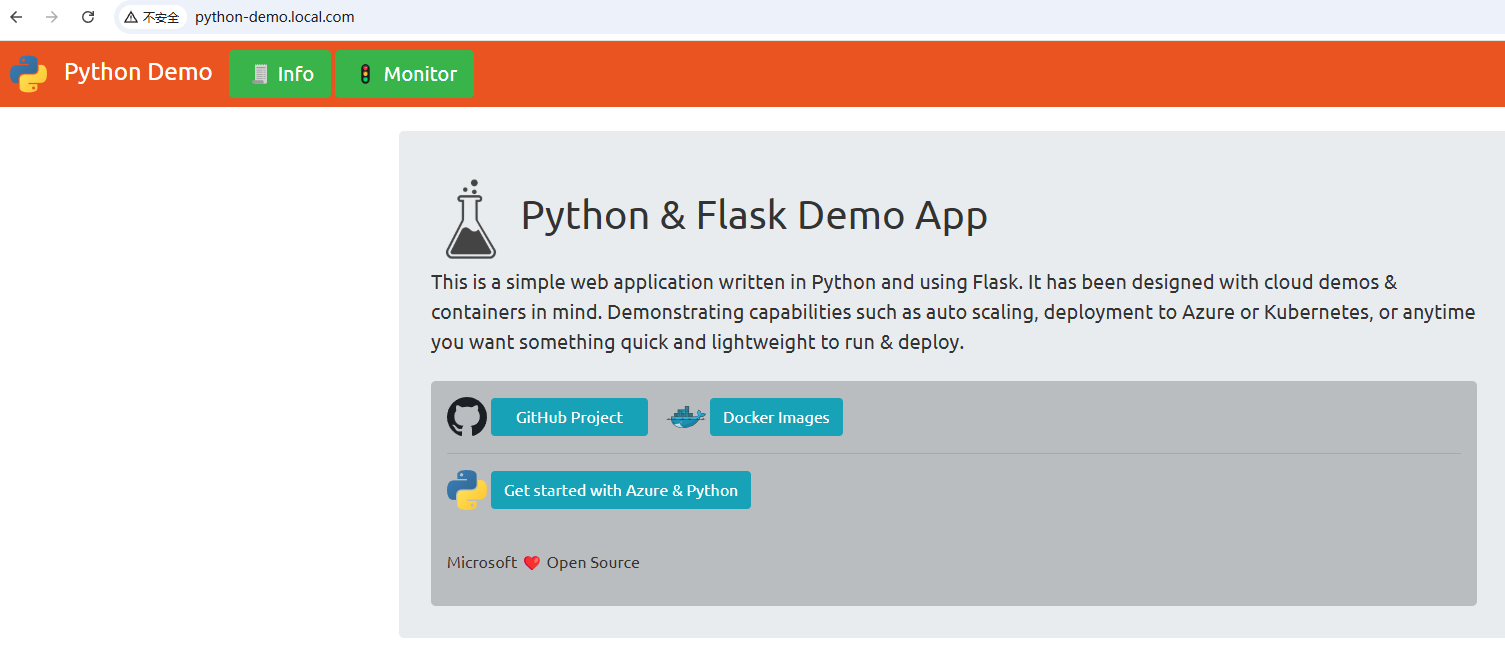 不安全 python-demo.local.com
Python Demo Info Monitor
Python & Flask Demo App
This is a simple web application written in Python and using Flask. It has been designed with cloud demos &
containers in mind. Demonstrating capabilities such as auto scaling, deployment to Azure or Kubernetes, or anytime
you want something quick and lightweight to run & deploy.
GitHub Project Docker Images
Get started with Azure & Python
Microsoft ❤️ Open Source